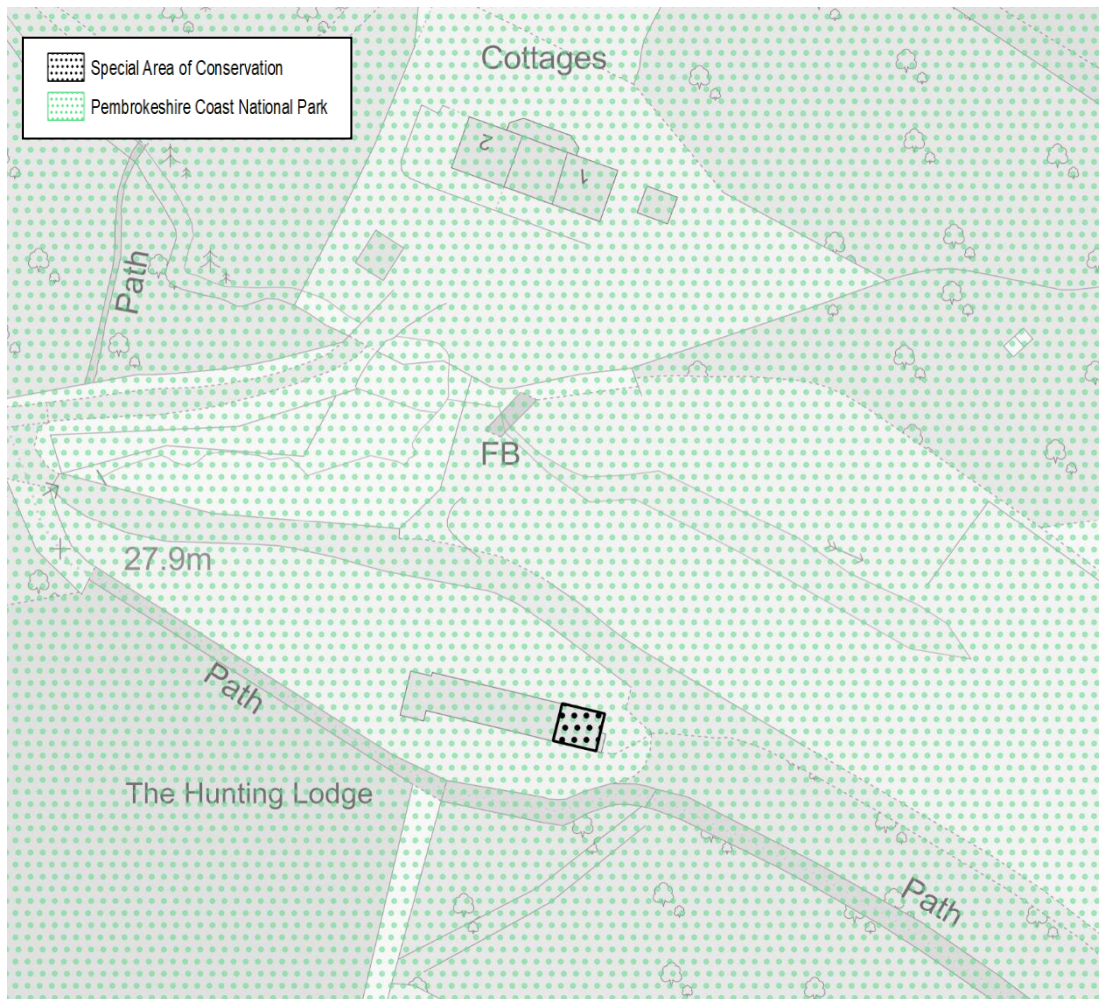 Special Area of Conservation
Pembrokeshire Coast National Park
Cottages
2
1
Path
FB
27.9m
Path
The Hunting Lodge
Path